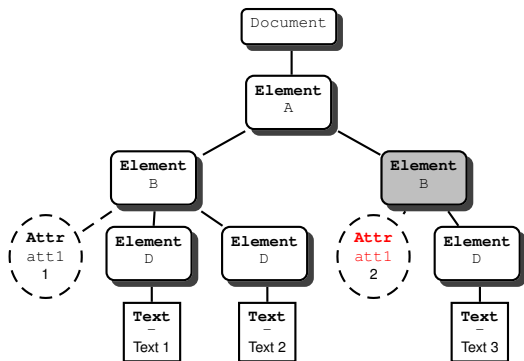 Document
Element
A
Element
B
Element
B
Attr
att1
1
Element
D
Element
D
Attr
att1
2
Element
D
Text
–
Text 1
Text
–
Text 2
Text
–
Text 3